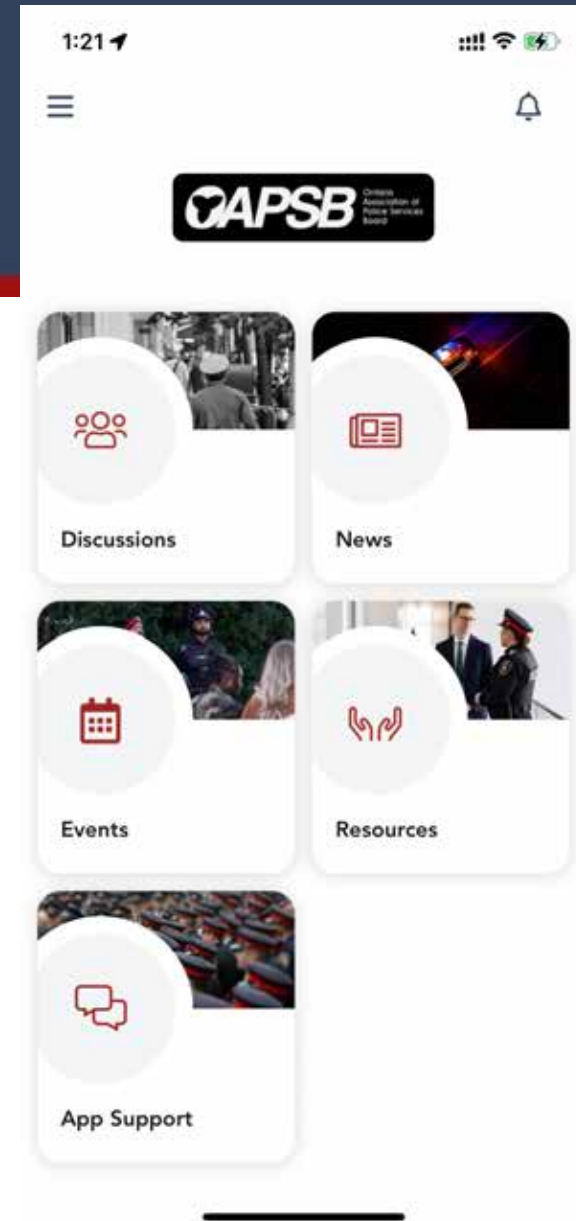 1:21
OAPSB
Ontario
Association of
Police Services
Board
Discussions
News
Events
Resources
App Support